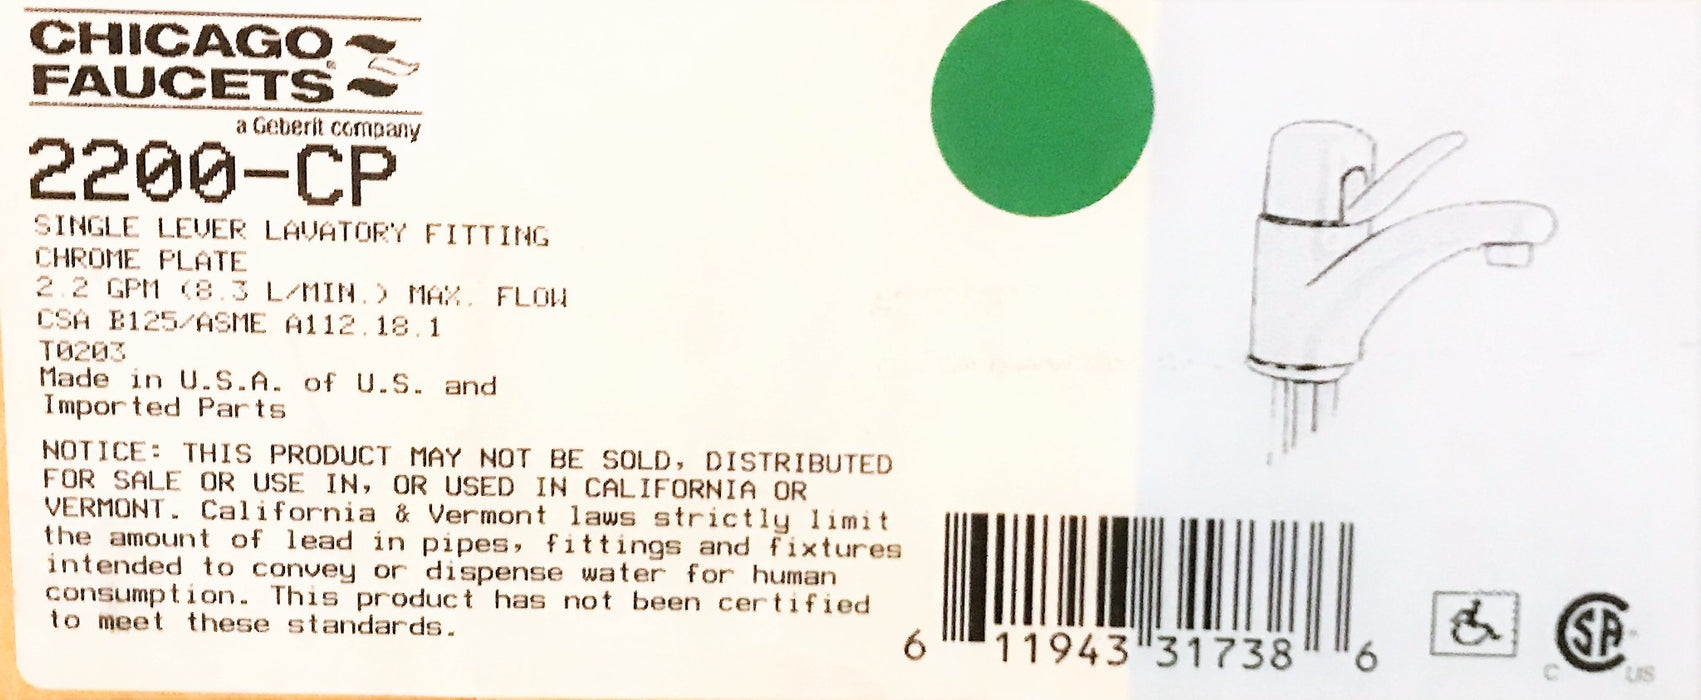 CHICAGO
FAUCETS®
a Geberit company
2200-CP
SINGLE LEVER LAVATORY FITTING
CHROME PLATE
2.2 GPM (8.3 L/MIN.) MAX. FLOW
CSA B125/ASME A112.18.1
T0203
Made in U.S.A. of U.S. and
Imported Parts
NOTICE: THIS PRODUCT MAY NOT BE SOLD, DISTRIBUTED
FOR SALE OR USE IN, OR USED IN CALIFORNIA OR
VERMONT. California & Vermont laws strictly limit
the amount of lead in pipes, fittings and fixtures
intended to convey or dispense water for human
consumption. This product has not been certified
to meet these standards.
6 11943 31738 6
C SA US